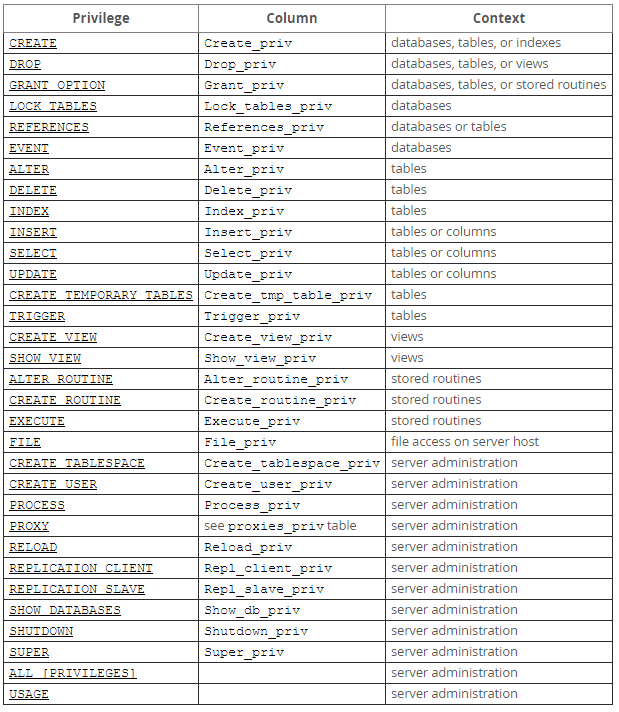 Privilege Column Context
CREATE Create_priv databases, tables, or indexes
DROP Drop_priv databases, tables, or views
GRANT OPTION Grant_priv databases, tables, or stored routines
LOCK TABLES Lock_tables_priv databases
REFERENCES References_priv databases or tables
EVENT Event_priv databases
ALTER Alter_priv tables
DELETE Delete_priv tables
INDEX Index_priv tables
INSERT Insert_priv tables or columns
SELECT Select_priv tables or columns
UPDATE Update_priv tables or columns
CREATE TEMPORARY TABLES Create_tmp_table_priv tables
TRIGGER Trigger_priv tables
CREATE VIEW Create_view_priv views
SHOW VIEW Show_view_priv views
ALTER ROUTINE Alter_routine_priv stored routines
CREATE ROUTINE Create_routine_priv stored routines
EXECUTE Execute_priv stored routines
FILE File_priv file access on server host
CREATE TABLESPACE Create_tablespace_priv server administration
CREATE USER Create_user_priv server administration
PROCESS Process_priv server administration
PROXY see proxies_priv table server administration
RELOAD Reload_priv server administration
REPLICATION CLIENT Repl_client_priv server administration
REPLICATION SLAVE Repl_slave_priv server administration
SHOW DATABASES Show_db_priv server administration
SHUTDOWN Shutdown_priv server administration
SUPER Super_priv server administration
ALL [PRIVILEGES] server administration
USAGE server administration